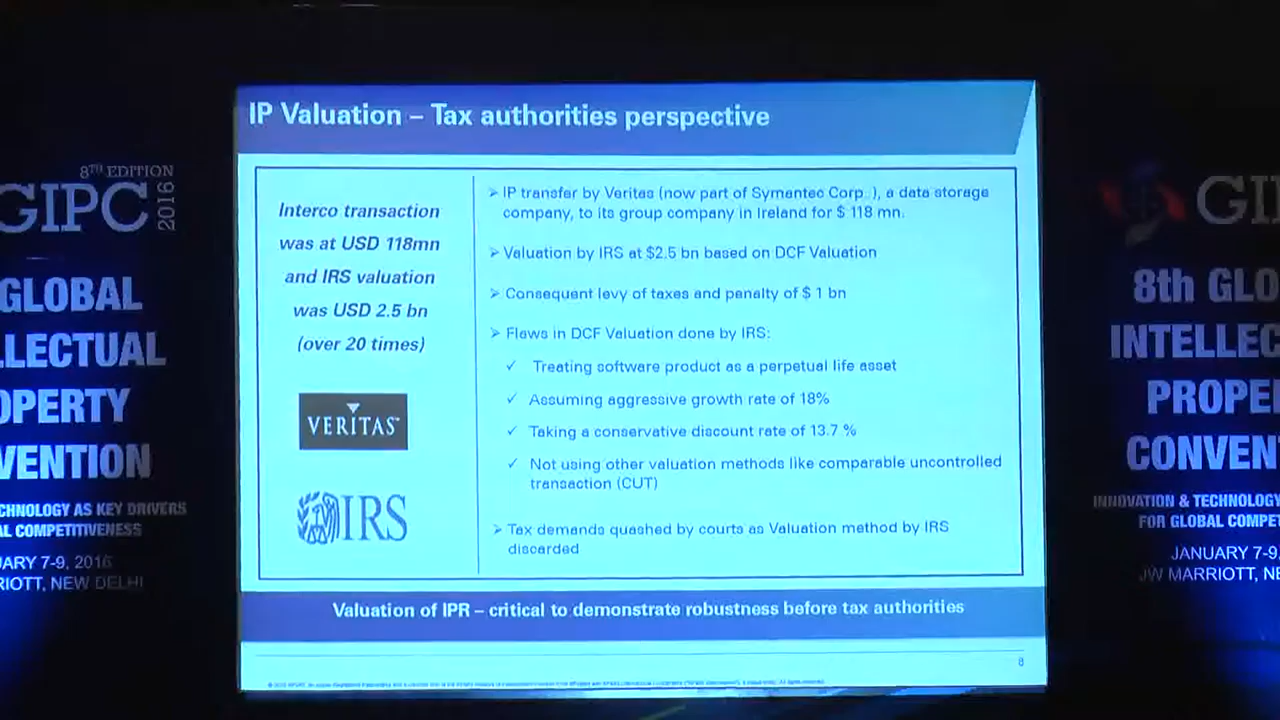 IP Valuation – Tax authorities perspective
Interco transaction
was at USD 118mn
and IRS valuation
was USD 2.5 bn
(over 20 times)
VERITAS
IRS
➢ IP transfer by Veritas (now part of Symantec Corp. ), a data storage
company, to its group company in Ireland for $ 118 mn.
➢ Valuation by IRS at $2.5 bn based on DCF Valuation
➢ Consequent levy of taxes and penalty of $ 1 bn
➢ Flaws in DCF Valuation done by IRS:
✓ Treating software product as a perpetual life asset
✓ Assuming aggressive growth rate of 18%
✓ Taking a conservative discount rate of 13.7 %
✓ Not using other valuation methods like comparable uncontrolled
transaction (CUT)
➢ Tax demands quashed by courts as Valuation method by IRS
discarded
Valuation of IPR – critical to demonstrate robustness before tax authorities
8
8TH EDITION
GIPC
2016
GLOBAL
LLECTUAL
OPERTY
VENTION
CHNOLOGY AS KEY DRIVERS
AL COMPETITIVENESS
ARY 7-9, 2016
RIOTT, NEW DELHI
GI
8th GLO
INTELLEC
PROPE
CONVEN
INNOVATION & TECHNOLOGY
FOR GLOBAL COMPE
JANUARY 7-9,
JW MARRIOTT, NE